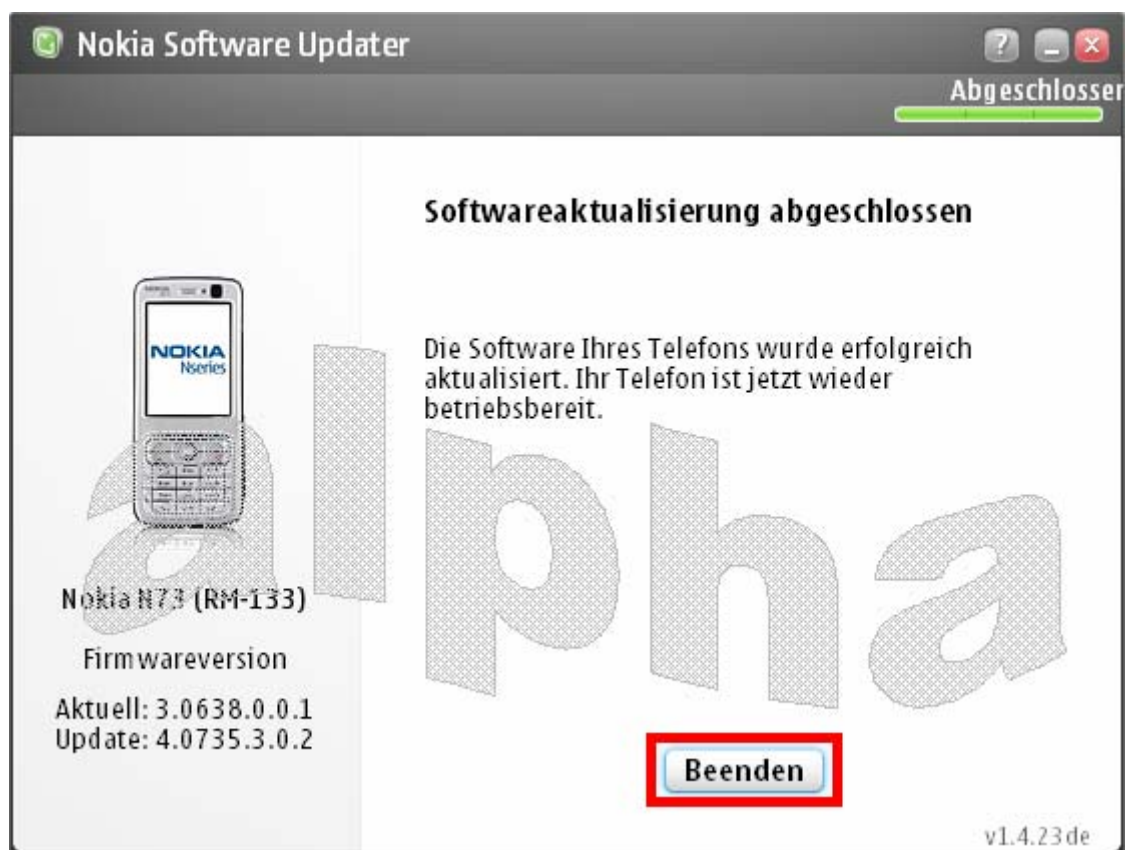 Nokia Software Updater
?
Abgeschlossen
Softwareaktualisierung abgeschlossen
NOKIA
Nseries
Die Software Ihres Telefons wurde erfolgreich
aktualisiert. Ihr Telefon ist jetzt wieder
betriebsbereit.
alpha
Nokia N73 (RM-133)
Firmwareversion
Aktuell: 3.0638.0.0.1
Update: 4.0735.3.0.2
Beenden
v1.4.23de